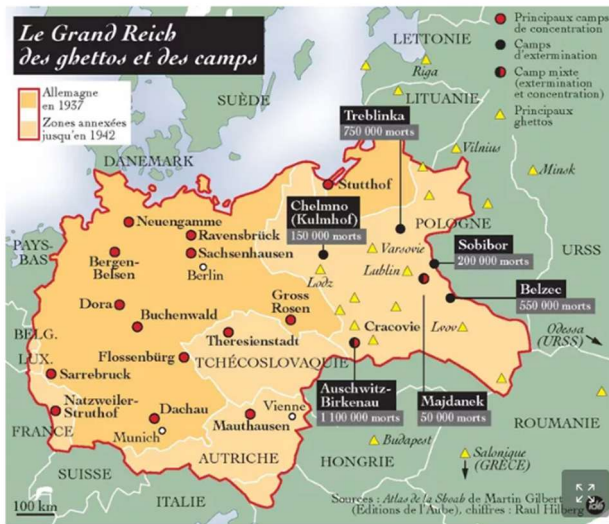 Le Grand Reich
des ghettos et des camps
Allemagne
en 1937
Zones annexées
jusqu'en 1942
Principaux camps
de concentration
Camps
d'extermination
Camp mixte
(extermination
et concentration)
Principaux
ghettos
LETTONIE
Riga
LITUANIE
SUÈDE
Treblinka
750 000 morts
Vilnius
Minsk
DANEMARK
Stutthof
Chelmno
(Kulmhof)
150 000 morts
POLOGNE
Neuengamme
Ravensbrück
Sachsenhausen
Berlin
PAYS-
BAS
Bergen-
Belsen
Varsovie
Sobibor
200 000 morts
URSS
Lodz
Lublin
Belzec
550 000 morts
Dora
Buchenwald
Gross
Rosen
Cracovie
Lvov
Odessa
(URSS)
BELG.
LUX.
Theresienstadt
Flossenbürg
TCHÉCOSLOVAQUIE
Sarrebruck
Auschwitz-
Birkenau
1 100 000 morts
Majdanek
50 000 morts
Natzweiler-
Struthof
Dachau
Munich
Mauthausen
Vienne
ROUMANIE
FRANCE
AUTRICHE
Budapest
HONGRIE
Salonique
(GRÈCE)
SUISSE
ITALIE
100 km
Sources : Atlas de la Shoah de Martin Gilbert
(Éditions de l'Aube), chiffres : Raul Hilberg
idé